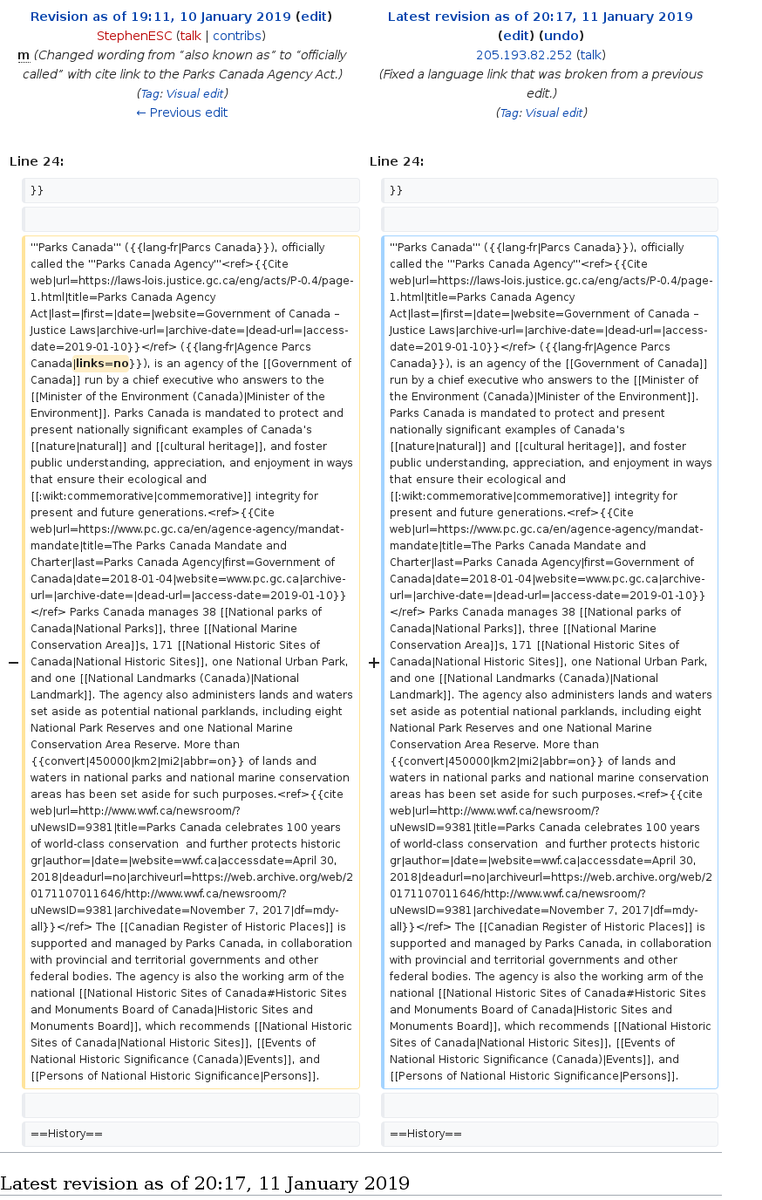 Revision as of 19:11, 10 January 2019 (edit)
StephenESC (talk | contribs)
m (Changed wording from “also known as” to “officially
called” with cite link to the Parks Canada Agency Act.)
(Tag: Visual edit)
← Previous edit
Latest revision as of 20:17, 11 January 2019
(edit) (undo)
205.193.82.252 (talk)
(Fixed a language link that was broken from a previous
edit.)
(Tag: Visual edit)
Line 24:
Line 24:
}}
}}
−
'''Parks Canada''' ({{lang-fr|Parcs Canada}}), officially
called the '''Parks Canada Agency'''<ref>{{Cite
web|url=https://laws-lois.justice.gc.ca/eng/acts/P-0.4/page-
1.html|title=Parks Canada Agency
Act|last=|first=|date=|website=Government of Canada –
Justice Laws|archive-url=|archive-date=|dead-url=|access-
date=2019-01-10}}</ref> ({{lang-fr|Agence Parcs
Canada|links=no}}), is an agency of the [[Government of
Canada]] run by a chief executive who answers to the
[[Minister of the Environment (Canada)|Minister of the
Environment]]. Parks Canada is mandated to protect and
present nationally significant examples of Canada's
[[nature|natural]] and [[cultural heritage]], and foster
public understanding, appreciation, and enjoyment in ways
that ensure their ecological and
[[:wikt:commemorative|commemorative]] integrity for
present and future generations.<ref>{{Cite
web|url=https://www.pc.gc.ca/en/agence-agency/mandat-
mandate|title=The Parks Canada Mandate and
Charter|last=Parks Canada Agency|first=Government of
Canada|date=2018-01-04|website=www.pc.gc.ca|archive-
url=|archive-date=|dead-url=|access-date=2019-01-10}}
</ref> Parks Canada manages 38 [[National parks of
Canada|National Parks]], three [[National Marine
Conservation Area]]s, 171 [[National Historic Sites of
Canada|National Historic Sites]], one National Urban Park,
and one [[National Landmarks (Canada)|National
Landmark]]. The agency also administers lands and waters
set aside as potential national parklands, including eight
National Park Reserves and one National Marine
Conservation Area Reserve. More than
{{convert|450000|km2|mi2|abbr=on}} of lands and
waters in national parks and national marine conservation
areas has been set aside for such purposes.<ref>{{cite
web|url=http://www.wwf.ca/newsroom/?
uNewsID=9381|title=Parks Canada celebrates 100 years
of world-class conservation  and further protects historic
gr|author=|date=|website=wwf.ca|accessdate=April 30,
2018|deadurl=no|archiveurl=https://web.archive.org/web/2
0171107011646/http://www.wwf.ca/newsroom/?
uNewsID=9381|archivedate=November 7, 2017|df=mdy-
all}}</ref> The [[Canadian Register of Historic Places]] is
supported and managed by Parks Canada, in collaboration
with provincial and territorial governments and other
federal bodies. The agency is also the working arm of the
national [[National Historic Sites of Canada#Historic Sites
and Monuments Board of Canada|Historic Sites and
Monuments Board]], which recommends [[National Historic
Sites of Canada|National Historic Sites]], [[Events of
National Historic Significance (Canada)|Events]], and
[[Persons of National Historic Significance|Persons]].
+
'''Parks Canada''' ({{lang-fr|Parcs Canada}}), officially
called the '''Parks Canada Agency'''<ref>{{Cite
web|url=https://laws-lois.justice.gc.ca/eng/acts/P-0.4/page-
1.html|title=Parks Canada Agency
Act|last=|first=|date=|website=Government of Canada –
Justice Laws|archive-url=|archive-date=|dead-url=|access-
date=2019-01-10}}</ref> ({{lang-fr|Agence Parcs
Canada}}), is an agency of the [[Government of Canada]]
run by a chief executive who answers to the [[Minister of
the Environment (Canada)|Minister of the Environment]].
Parks Canada is mandated to protect and present
nationally significant examples of Canada's
[[nature|natural]] and [[cultural heritage]], and foster
public understanding, appreciation, and enjoyment in ways
that ensure their ecological and
[[:wikt:commemorative|commemorative]] integrity for
present and future generations.<ref>{{Cite
web|url=https://www.pc.gc.ca/en/agence-agency/mandat-
mandate|title=The Parks Canada Mandate and
Charter|last=Parks Canada Agency|first=Government of
Canada|date=2018-01-04|website=www.pc.gc.ca|archive-
url=|archive-date=|dead-url=|access-date=2019-01-10}}
</ref> Parks Canada manages 38 [[National parks of
Canada|National Parks]], three [[National Marine
Conservation Area]]s, 171 [[National Historic Sites of
Canada|National Historic Sites]], one National Urban Park,
and one [[National Landmarks (Canada)|National
Landmark]]. The agency also administers lands and waters
set aside as potential national parklands, including eight
National Park Reserves and one National Marine
Conservation Area Reserve. More than
{{convert|450000|km2|mi2|abbr=on}} of lands and
waters in national parks and national marine conservation
areas has been set aside for such purposes.<ref>{{cite
web|url=http://www.wwf.ca/newsroom/?
uNewsID=9381|title=Parks Canada celebrates 100 years
of world-class conservation  and further protects historic
gr|author=|date=|website=wwf.ca|accessdate=April 30,
2018|deadurl=no|archiveurl=https://web.archive.org/web/2
0171107011646/http://www.wwf.ca/newsroom/?
uNewsID=9381|archivedate=November 7, 2017|df=mdy-
all}}</ref> The [[Canadian Register of Historic Places]] is
supported and managed by Parks Canada, in collaboration
with provincial and territorial governments and other
federal bodies. The agency is also the working arm of the
national [[National Historic Sites of Canada#Historic Sites
and Monuments Board of Canada|Historic Sites and
Monuments Board]], which recommends [[National Historic
Sites of Canada|National Historic Sites]], [[Events of
National Historic Significance (Canada)|Events]], and
[[Persons of National Historic Significance|Persons]].
==History==
==History==
Latest revision as of 20:17, 11 January 2019